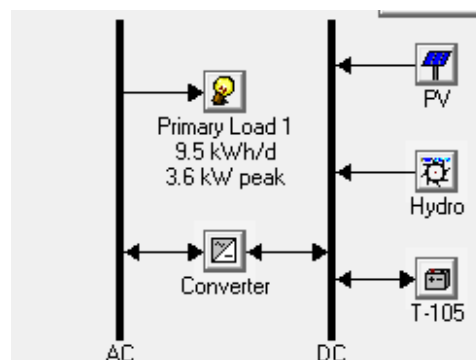 PV
Primary Load 1
9.5 kWh/d
3.6 kW peak
Hydro
Converter
T-105
AC
DC